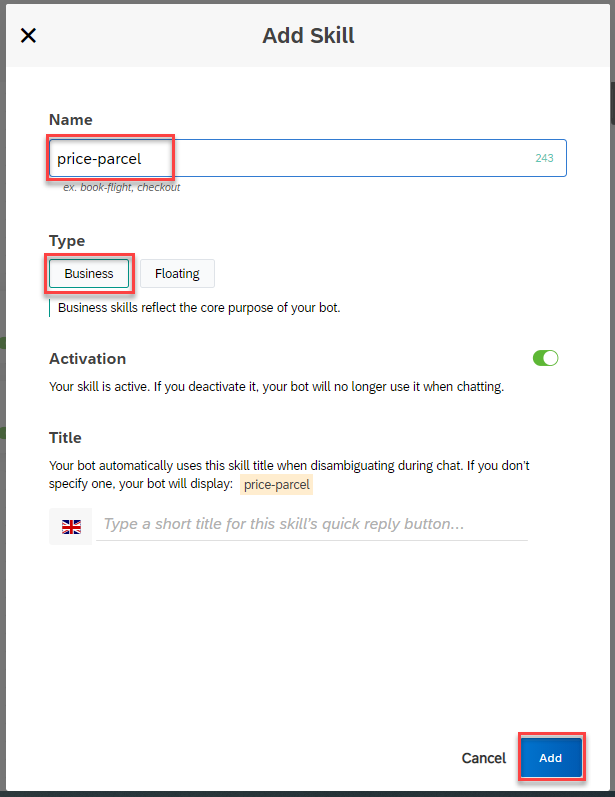 Add Skill
Name
price-parcel 243
ex. book-flight, checkout
Type
Business Floating
Business skills reflect the core purpose of your bot.
Activation
Your skill is active. If you deactivate it, your bot will no longer use it when chatting.
Title
Your bot automatically uses this skill title when disambiguating during chat. If you don't
specify one, your bot will display: price-parcel
Type a short title for this skill's quick reply button...
Cancel Add